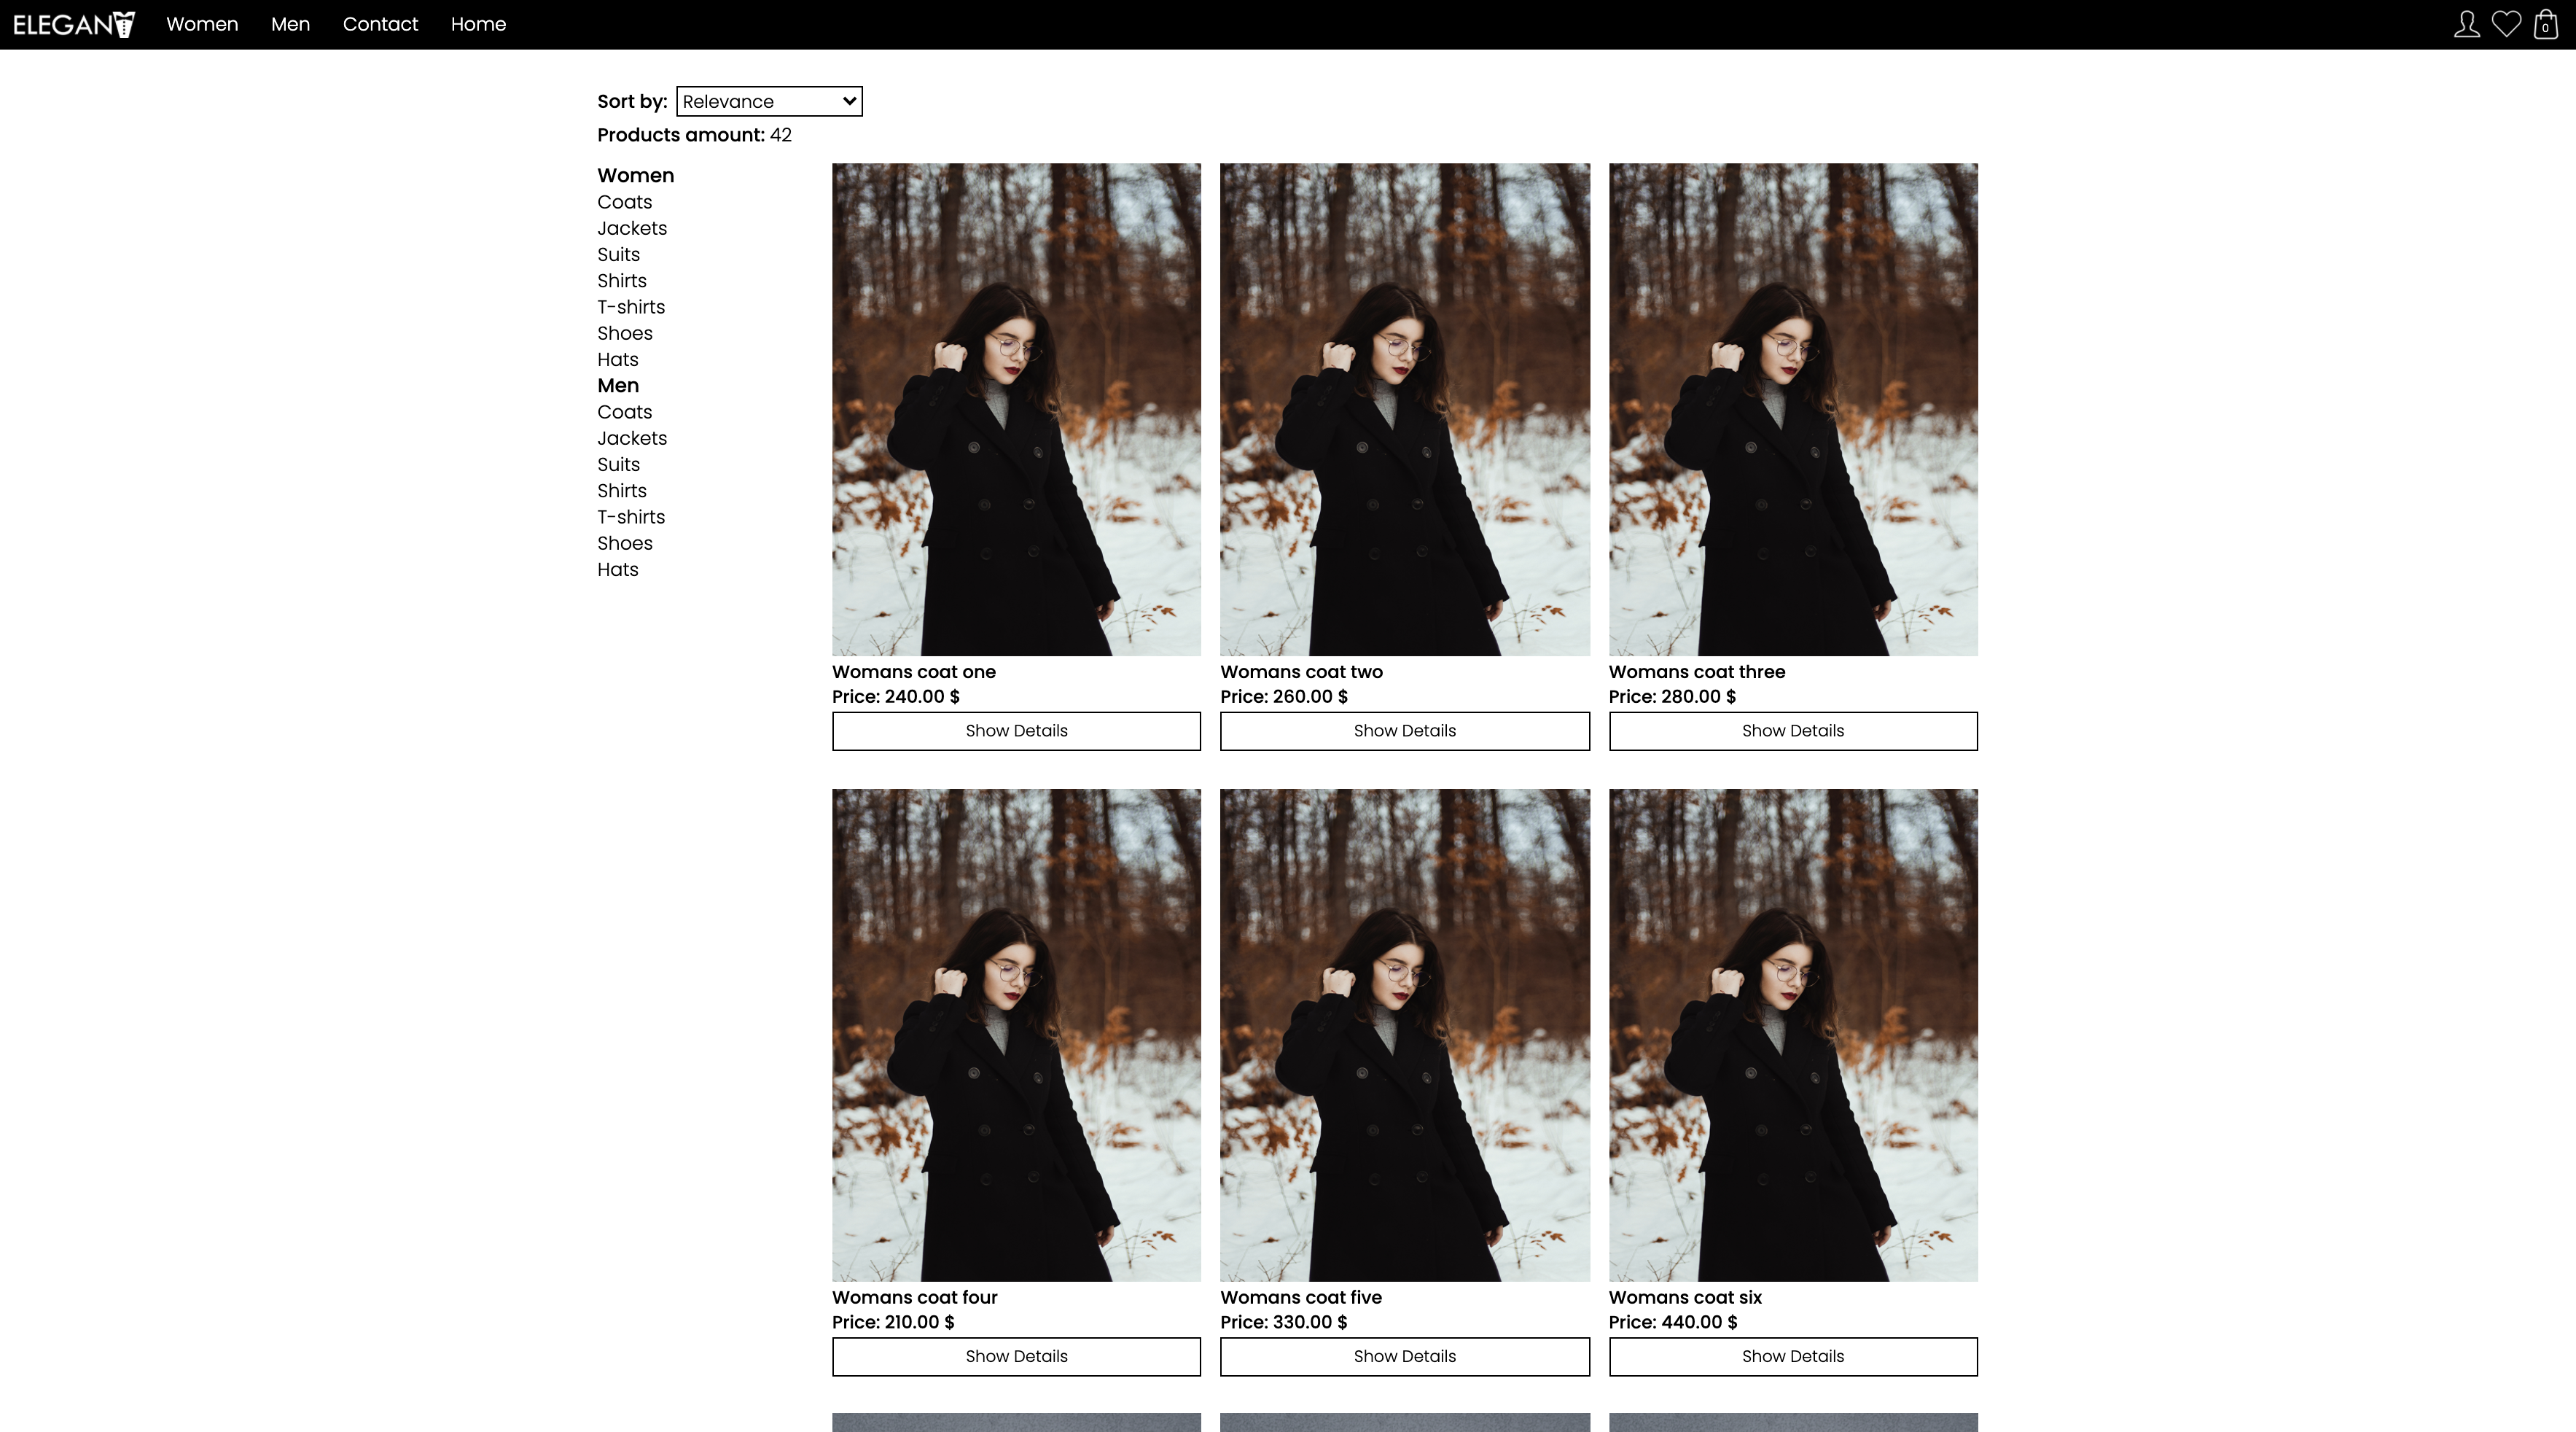 ELEGANT
Women Men Contact Home
0
Sort by: Relevance
Products amount: 42
Women
Coats
Jackets
Suits
Shirts
T-shirts
Shoes
Hats
Men
Coats
Jackets
Suits
Shirts
T-shirts
Shoes
Hats
Womans coat one
Price: 240.00 $
Show Details
Womans coat two
Price: 260.00 $
Show Details
Womans coat three
Price: 280.00 $
Show Details
Womans coat four
Price: 210.00 $
Show Details
Womans coat five
Price: 330.00 $
Show Details
Womans coat six
Price: 440.00 $
Show Details